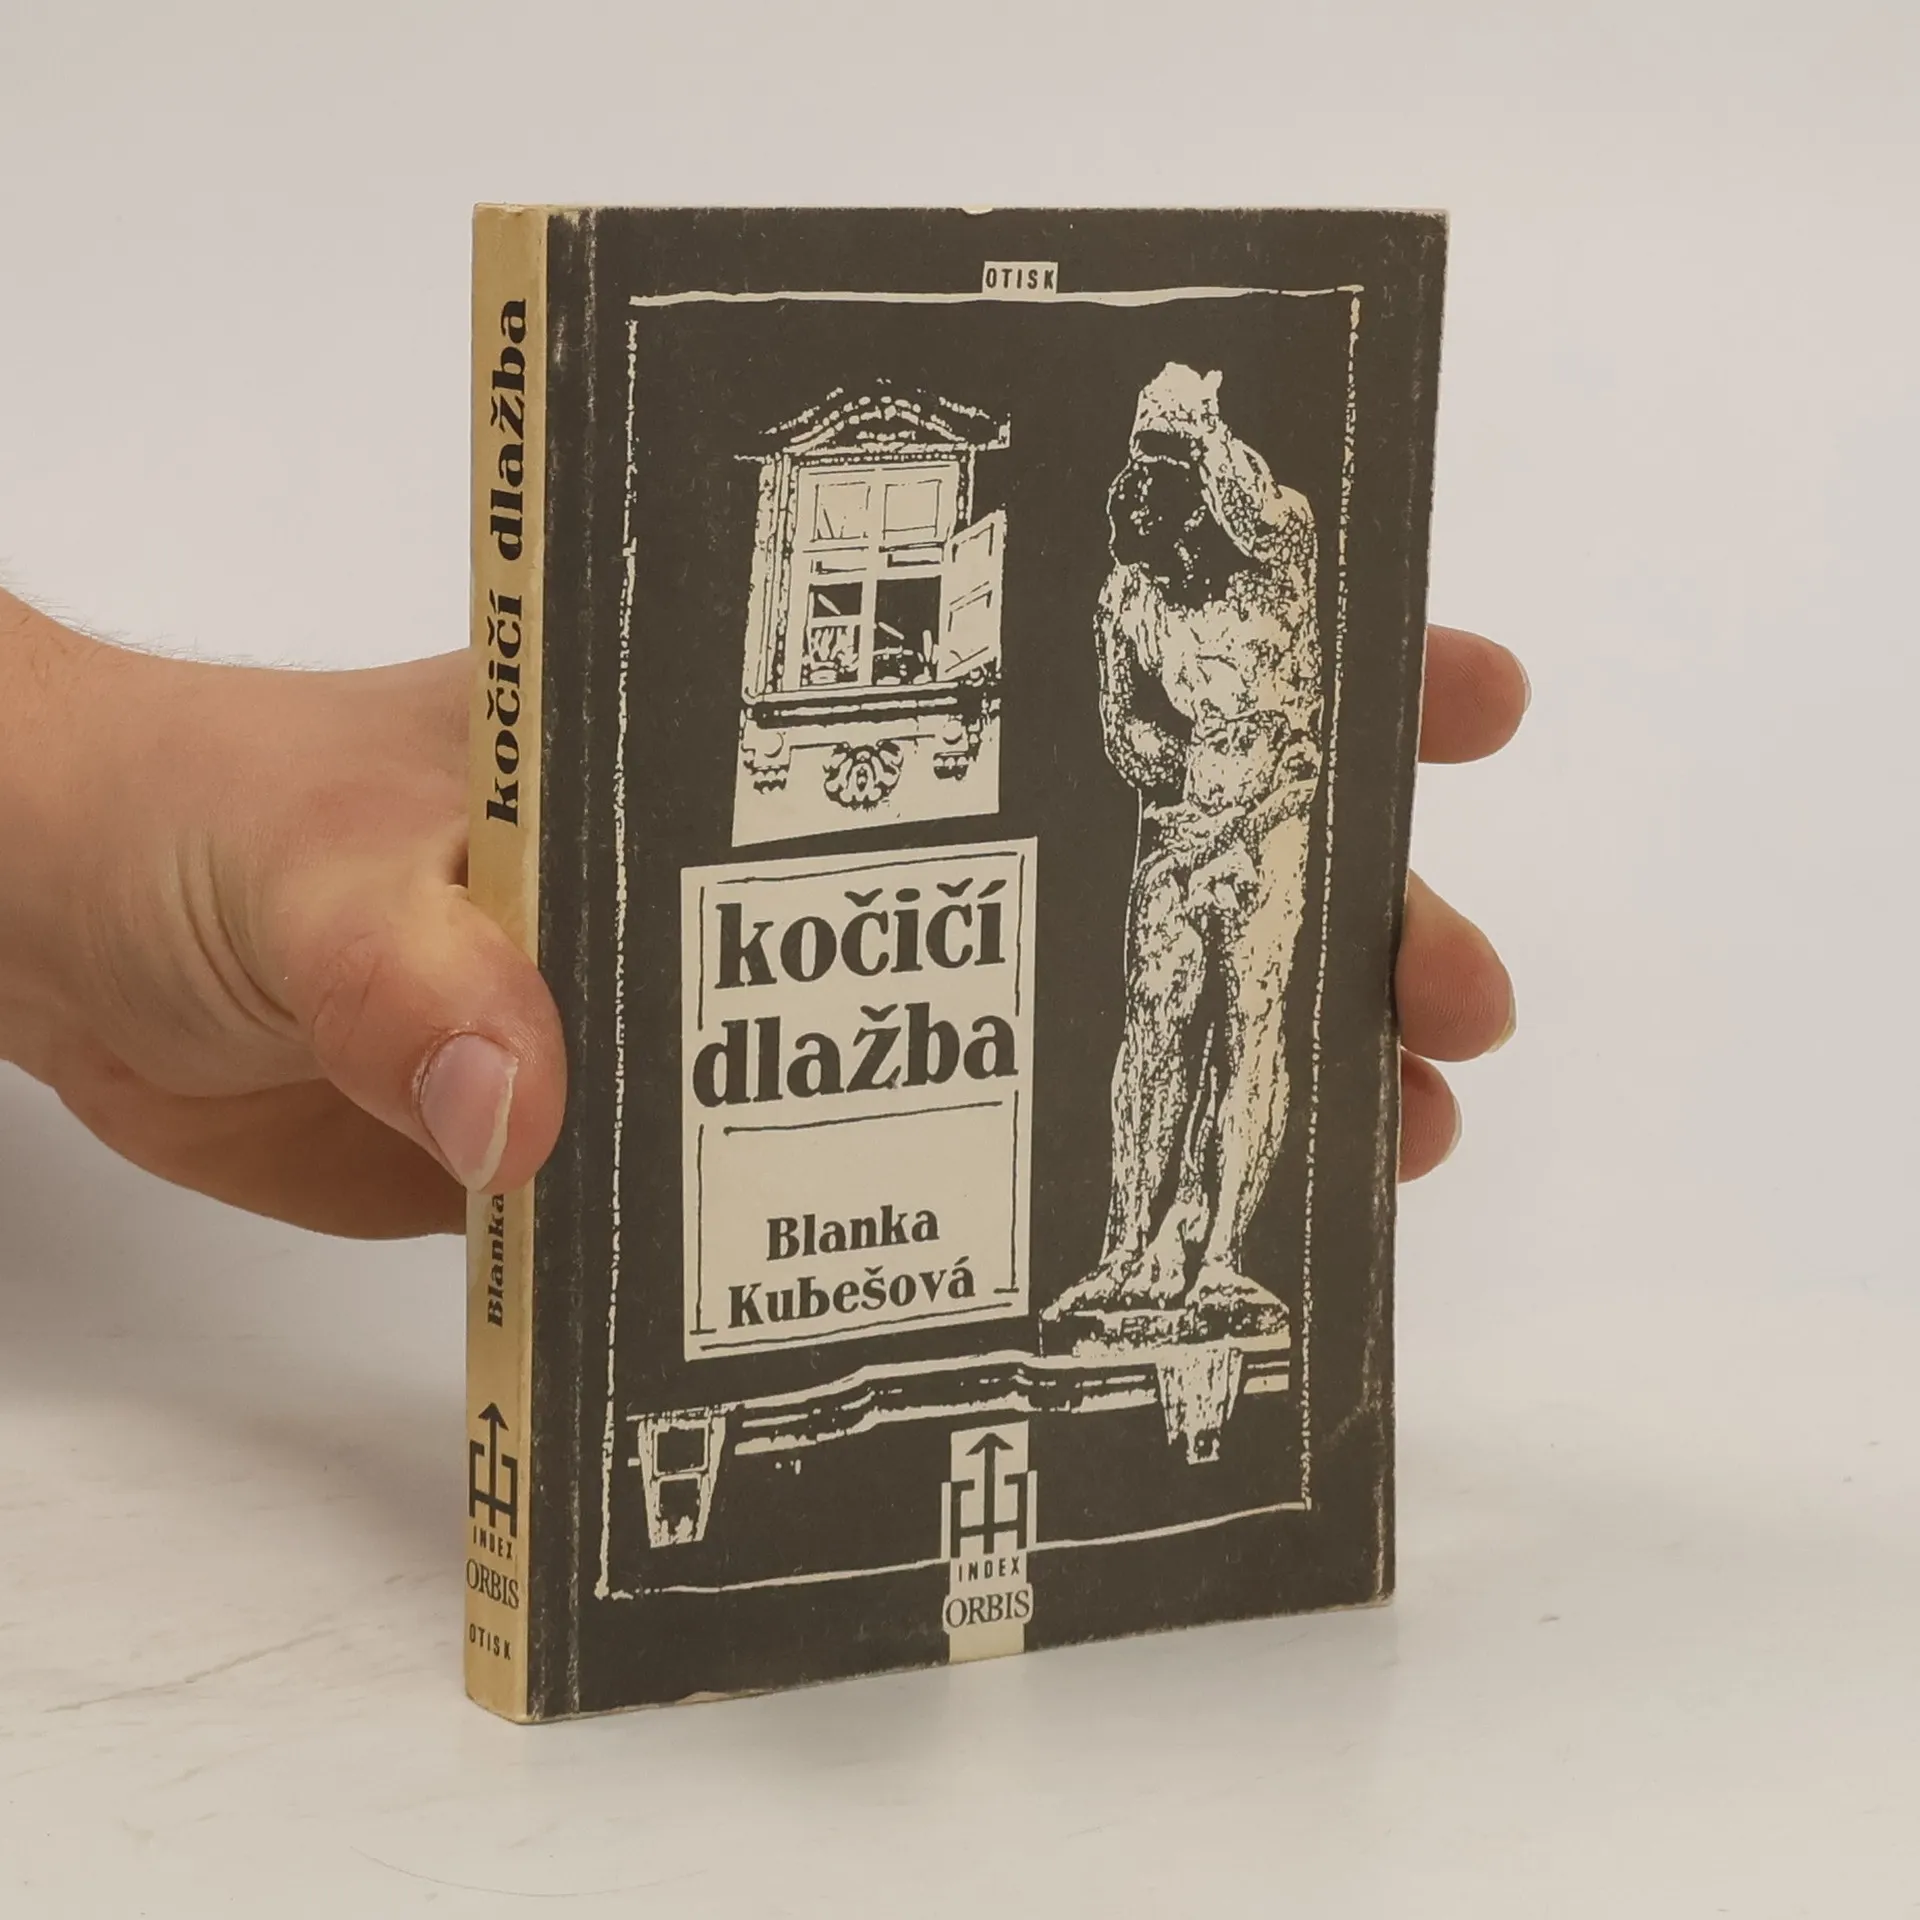 kočičí dlažba
Blanka
INDEX
ORBIS
OTISK
OTISK
kočičí
dlažba
Blanka
Kubešová
INDEX
ORBIS